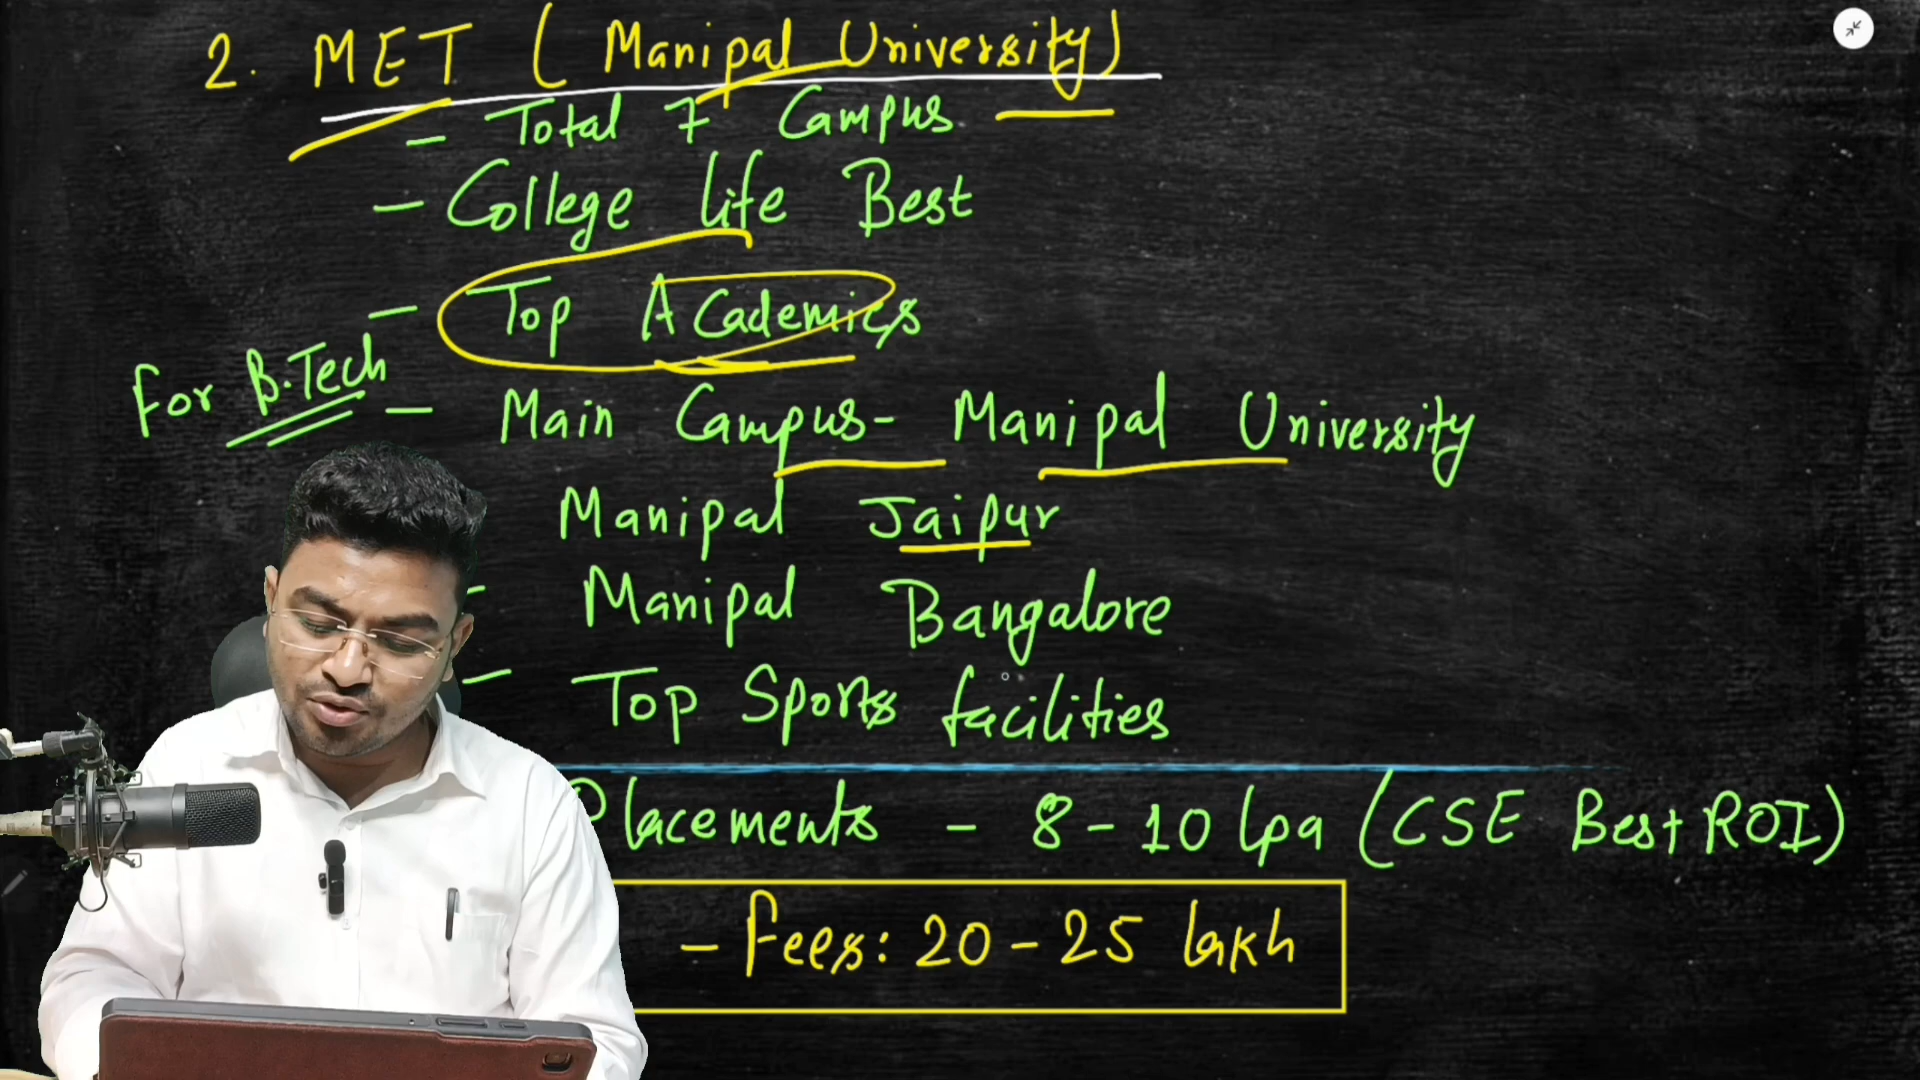 2. MET ( Manipal University)
- Total 7 Campus
- College life Best
- Top Academics
For B.Tech
- Main Campus - Manipal University
Manipal Jaipur
- Manipal Bangalore
- Top Sports facilities
Placements - 8-10 lpa (CSE Best ROI)
- Fees: 20-25 lakh